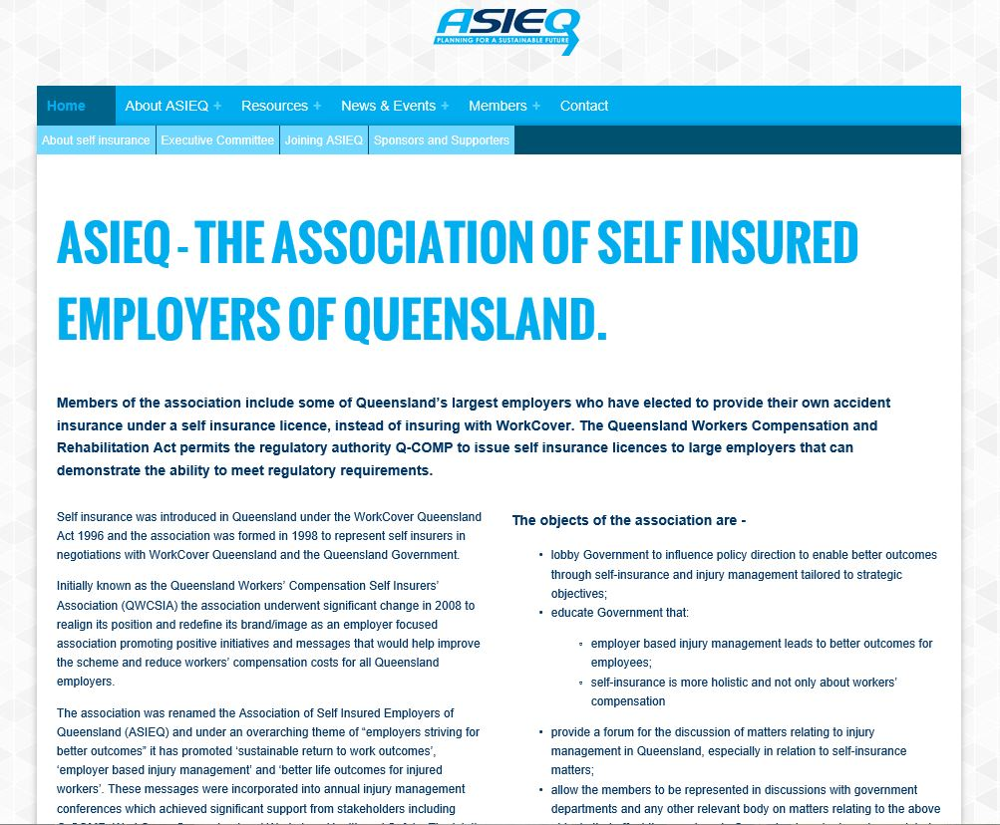 ASIEQ
PLANNING FOR A SUSTAINABLE FUTURE
Home
About ASIEQ +
Resources +
News & Events +
Members +
Contact
About self insurance
Executive Committee
Joining ASIEQ
Sponsors and Supporters
ASIEQ - THE ASSOCIATION OF SELF INSURED
EMPLOYERS OF QUEENSLAND.
Members of the association include some of Queensland's largest employers who have elected to provide their own accident
insurance under a self insurance licence, instead of insuring with WorkCover. The Queensland Workers Compensation and
Rehabilitation Act permits the regulatory authority Q-COMP to issue self insurance licences to large employers that can
demonstrate the ability to meet regulatory requirements.
Self insurance was introduced in Queensland under the WorkCover Queensland
Act 1996 and the association was formed in 1998 to represent self insurers in
negotiations with WorkCover Queensland and the Queensland Government.
Initially known as the Queensland Workers' Compensation Self Insurers'
Association (QWCSIA) the association underwent significant change in 2008 to
realign its position and redefine its brand/image as an employer focused
association promoting positive initiatives and messages that would help improve
the scheme and reduce workers' compensation costs for all Queensland
employers.
The association was renamed the Association of Self Insured Employers of
Queensland (ASIEQ) and under an overarching theme of "employers striving for
better outcomes" it has promoted 'sustainable return to work outcomes',
'employer based injury management' and 'better life outcomes for injured
workers'. These messages were incorporated into annual injury management
conferences which achieved significant support from stakeholders including
The objects of the association are -
• lobby Government to influence policy direction to enable better outcomes
through self-insurance and injury management tailored to strategic
objectives;
• educate Government that:
◦ employer based injury management leads to better outcomes for
employees;
◦ self-insurance is more holistic and not only about workers'
compensation
• provide a forum for the discussion of matters relating to injury
management in Queensland, especially in relation to self-insurance
matters;
• allow the members to be represented in discussions with government
departments and any other relevant body on matters relating to the above